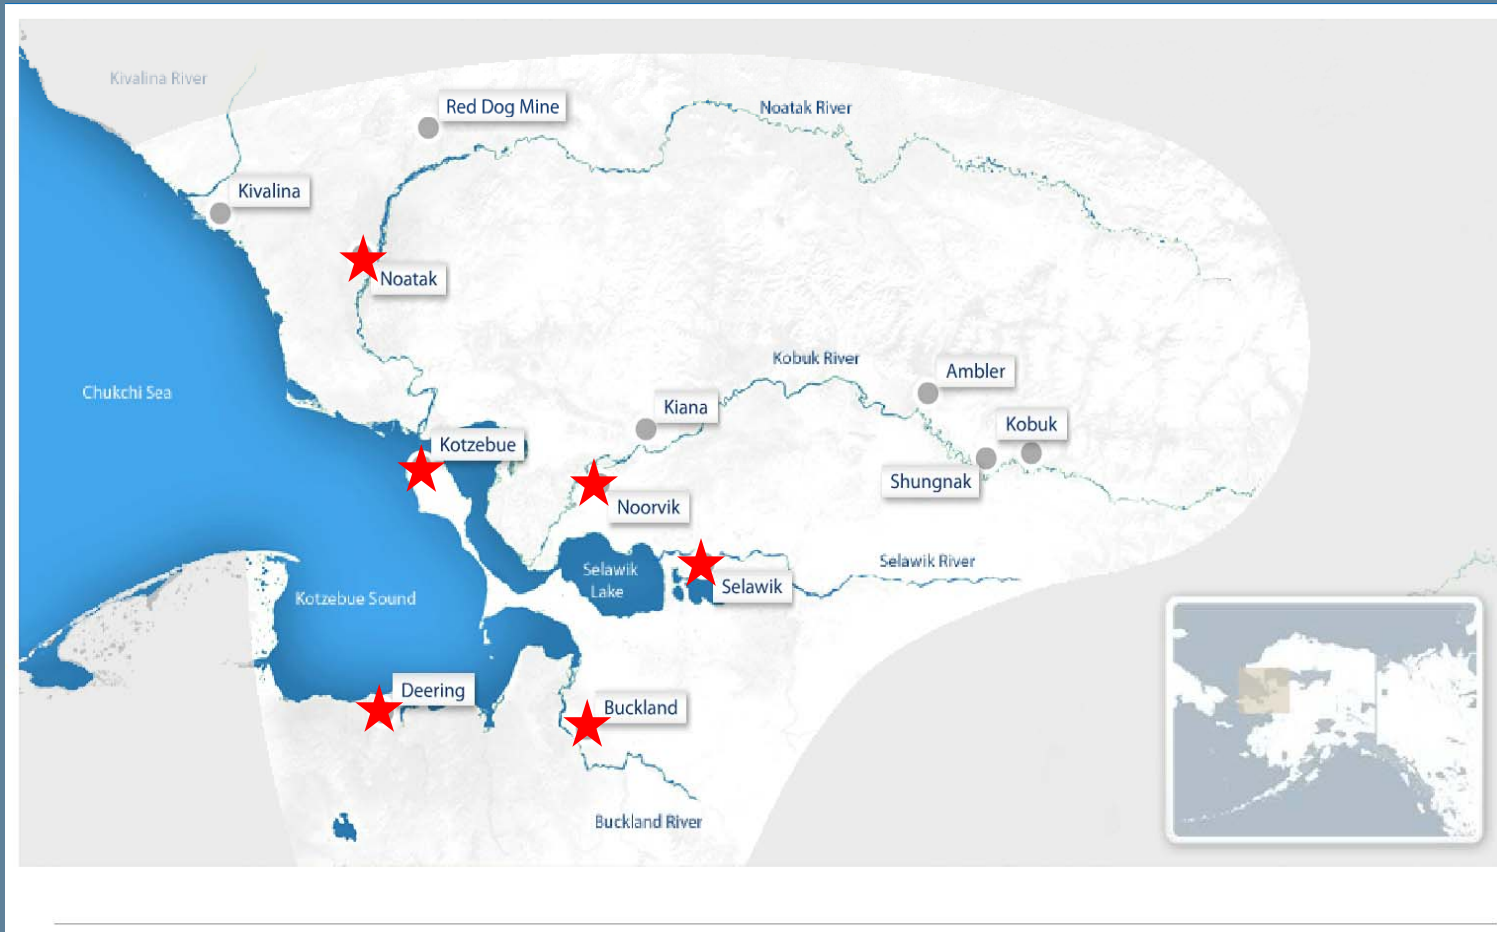 Kivalina River
Red Dog Mine
Noatak River
Kivalina
Noatak
Kobuk River
Ambler
Chukchi Sea
Kiana
Kobuk
Kotzebue
Shungnak
Noorvik
Selawik River
Selawik
Lake
Selawik
Kotzebue Sound
Deering
Buckland
Buckland River